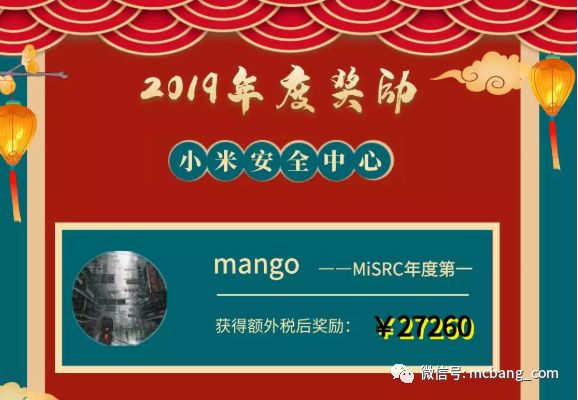 2019年度奖励
小米安全中心
mango ——MiSRC年度第一
获得额外税后奖励：¥27260
微信号: mcbang_com